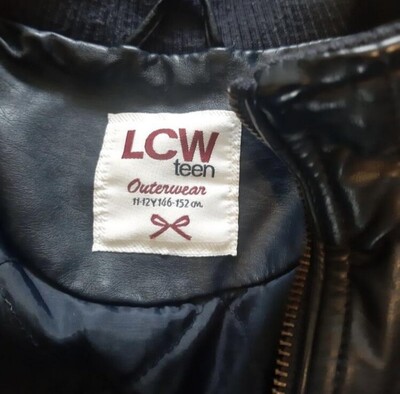 LCW
teen
Outerwear
11-12Y 146-152 cm.